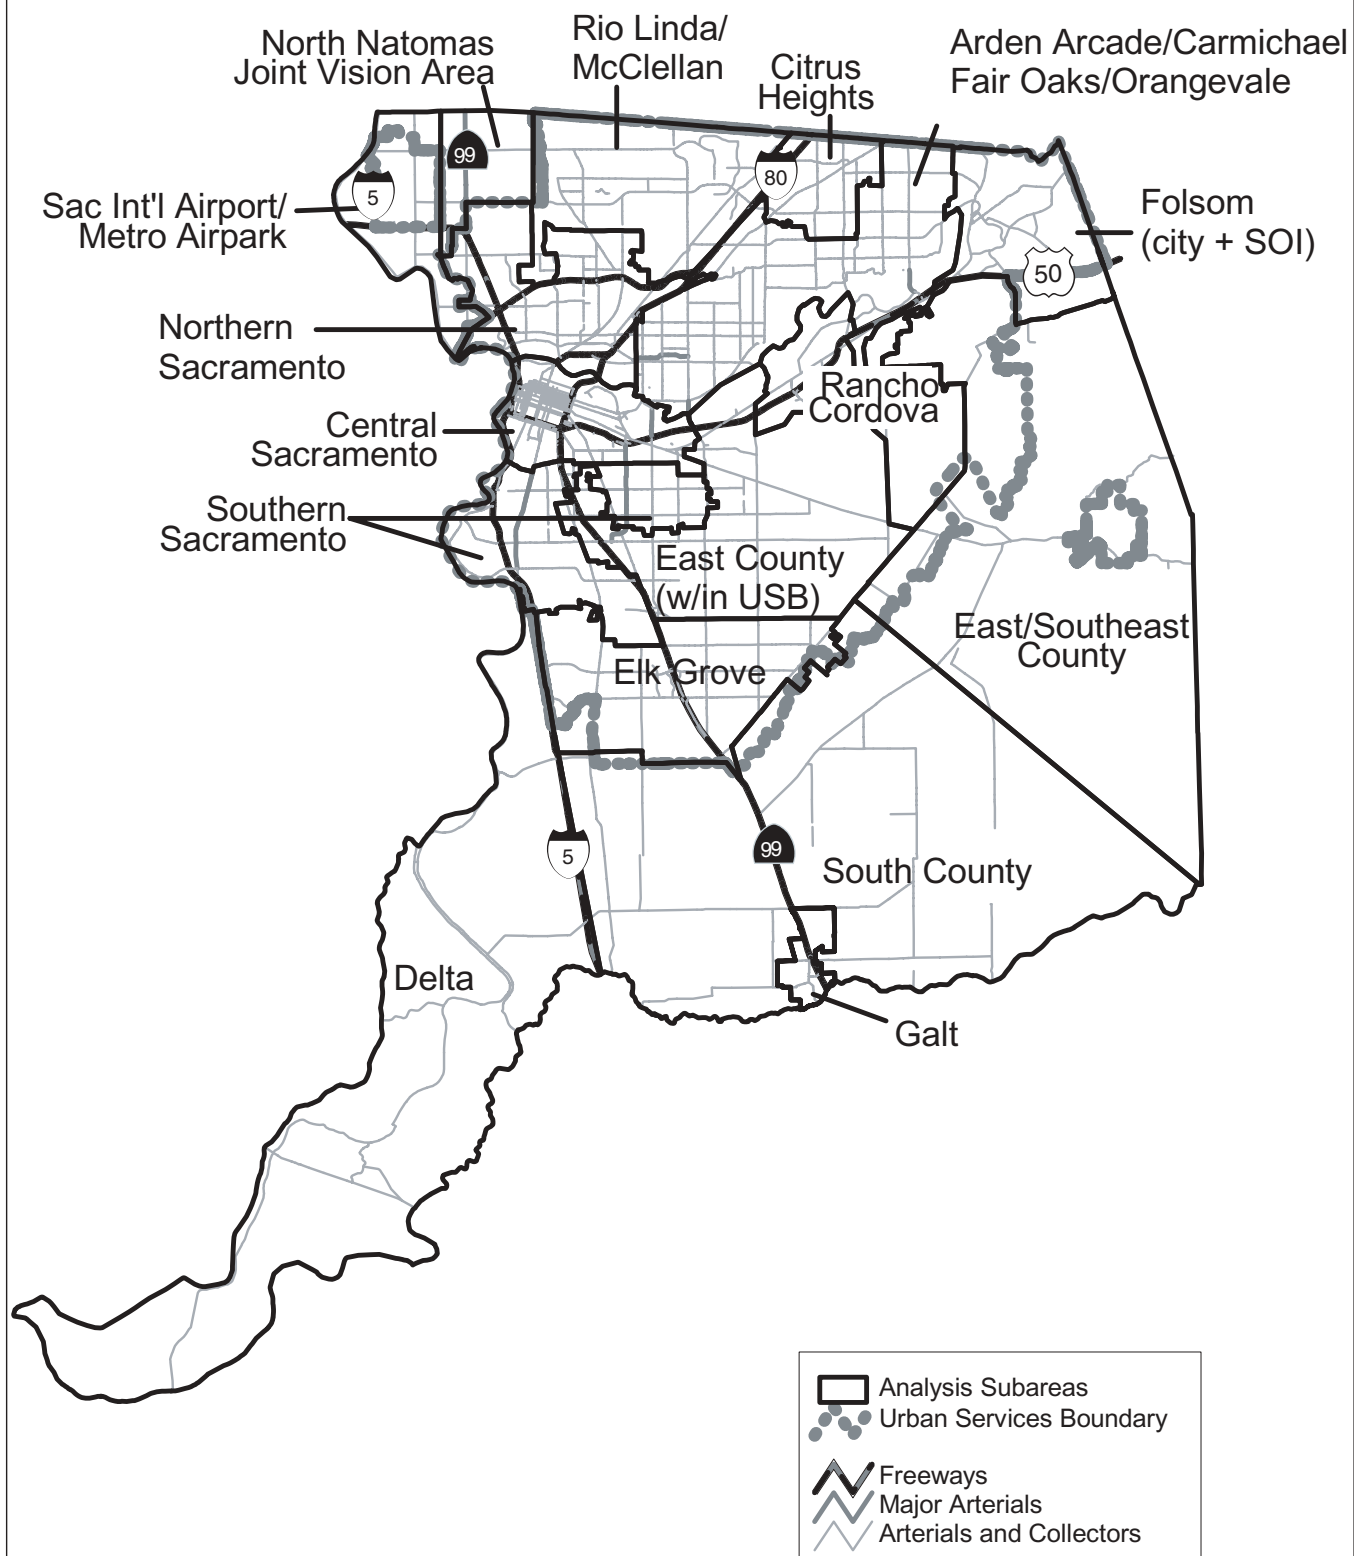 North Natomas
Joint Vision Area
Rio Linda/
McClellan
Citrus
Heights
Arden Arcade/Carmichael
Fair Oaks/Orangevale
99
5
80
Sac Int'l Airport/
Metro Airpark
Folsom
(city + SOI)
50
Northern
Sacramento
Rancho
Cordova
Central
Sacramento
Southern
Sacramento
East County
(w/in USB)
East/Southeast
County
Elk Grove
5
99
South County
Delta
Galt
Analysis Subareas
Urban Services Boundary
Freeways
Major Arterials
Arterials and Collectors